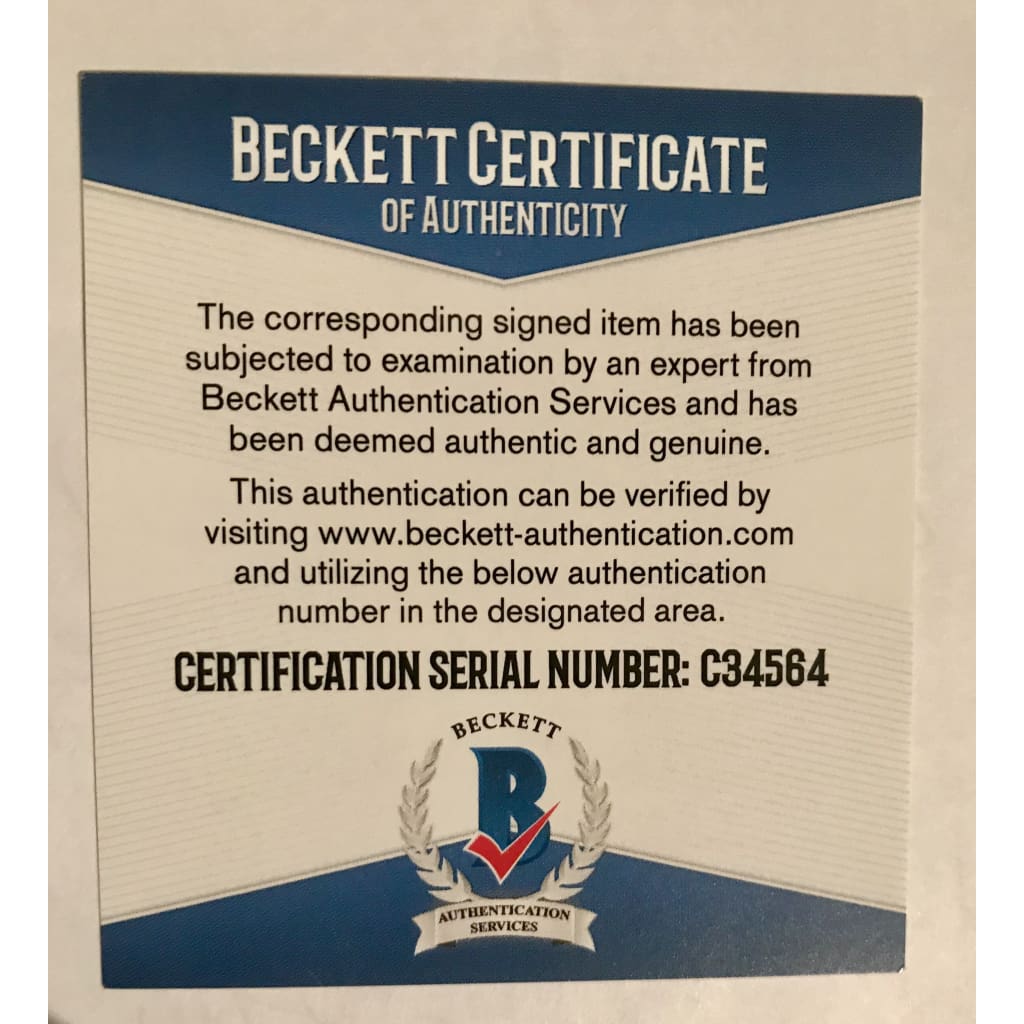 BECKETT CERTIFICATE
OF AUTHENTICITY
The corresponding signed item has been
subjected to examination by an expert from
Beckett Authentication Services and has
been deemed authentic and genuine.
This authentication can be verified by
visiting www.beckett-authentication.com
and utilizing the below authentication
number in the designated area.
CERTIFICATION SERIAL NUMBER: C34564
BECKETT
B
AUTHENTICATION
SERVICES